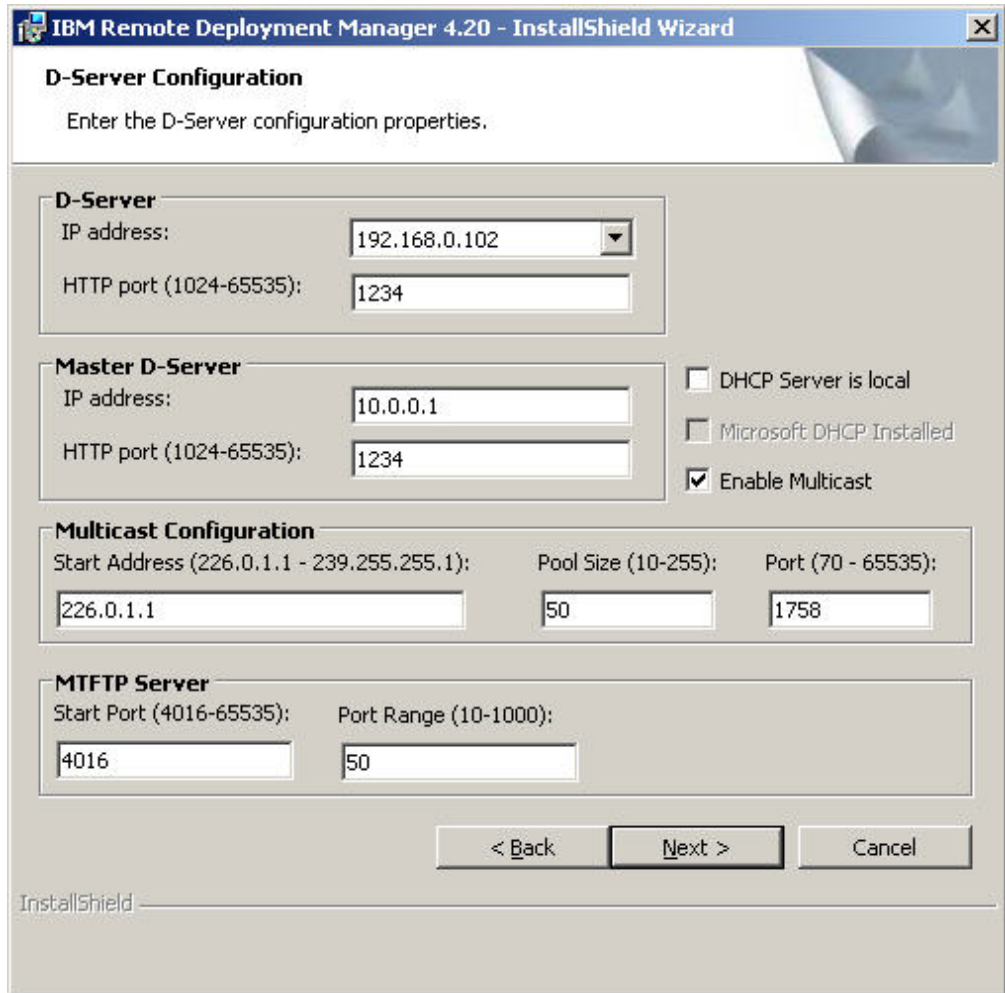 IBM Remote Deployment Manager 4.20 - InstallShield Wizard
D-Server Configuration
Enter the D-Server configuration properties.
D-Server
IP address:
192.168.0.102
HTTP port (1024-65535):
1234
Master D-Server
IP address:
10.0.0.1
HTTP port (1024-65535):
1234
DHCP Server is local
Microsoft DHCP Installed
Enable Multicast
Multicast Configuration
Start Address (226.0.1.1 - 239.255.255.1): Pool Size (10-255): Port (70 - 65535):
226.0.1.1 50 1758
MTFTP Server
Start Port (4016-65535): Port Range (10-1000):
4016 50
< Back Next > Cancel
InstallShield